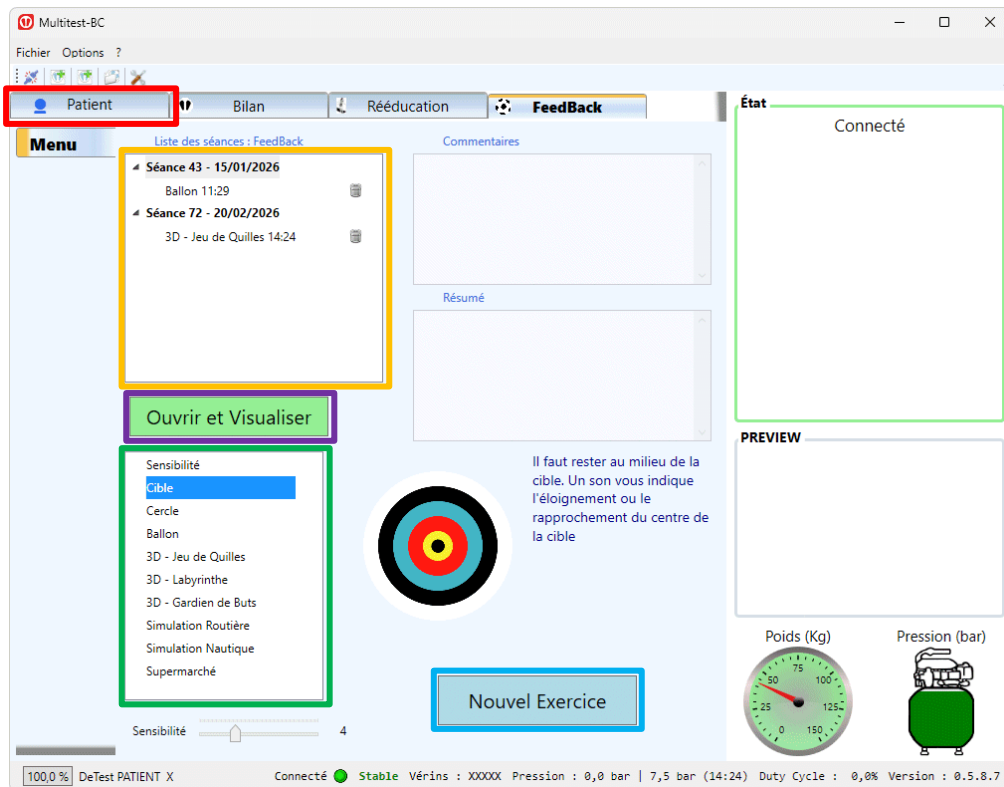 Multitest-BC
Fichier Options ?
Patient
Bilan
Rééducation
FeedBack
Menu
Liste des séances : FeedBack
Séance 43 - 15/01/2026
Ballon 11:29
Séance 72 - 20/02/2026
3D - Jeu de Quilles 14:24
Commentaires
Résumé
Ouvrir et Visualiser
Sensibilité
Cible
Cercle
Ballon
3D - Jeu de Quilles
3D - Labyrinthe
3D - Gardien de Buts
Simulation Routière
Simulation Nautique
Supermarché
Il faut rester au milieu de la
cible. Un son vous indique
l'éloignement ou le
rapprochement du centre de
la cible
Nouvel Exercice
Sensibilité 4
État
Connecté
PREVIEW
Poids (Kg)
0 25 50 75 100 125 150
Pression (bar)
100,0 % DeTest PATIENT X Connecté Stable Vérins : XXXXX Pression : 0,0 bar | 7,5 bar (14:24) Duty Cycle : 0,0% Version : 0.5.8.7